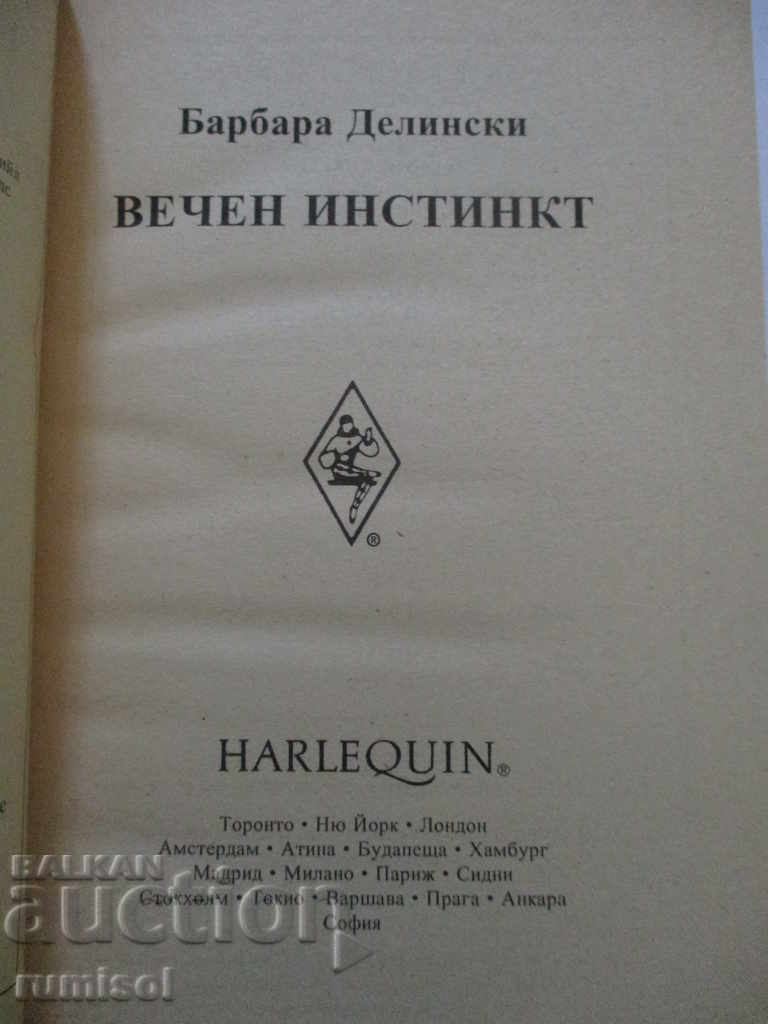 Барбара Делински
ВЕЧЕН ИНСТИНКТ
®
HARLEQUIN®
Торонто • Ню Йорк • Лондон
Амстердам • Атина • Будапеща • Хамбург
Мадрид • Милано • Париж • Сидни
Стокхолм • Токио • Варшава • Прага • Анкара
София
BALKAN
auction
rumisol